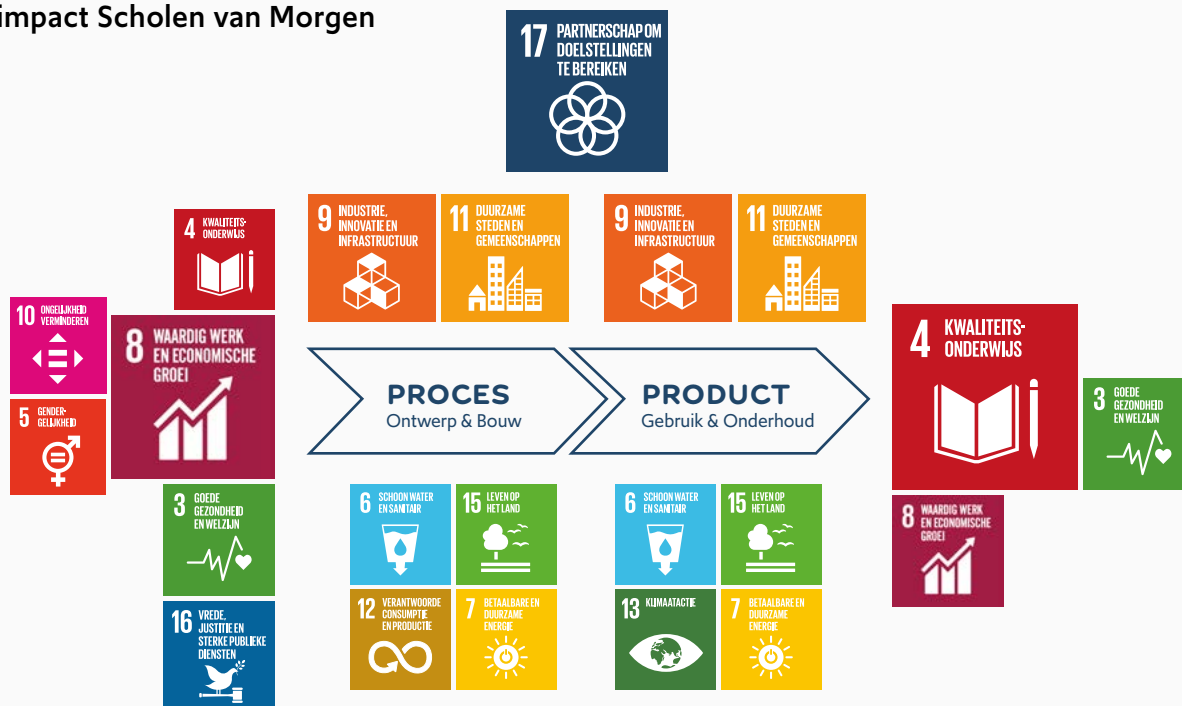 impact Scholen van Morgen
17 PARTNERSCHAP OM
DOELSTELLINGEN
TE BEREIKEN
4 KWALITEITS-
ONDERWIJS
9 INDUSTRIE,
INNOVATIE EN
INFRASTRUCTUUR
11 DUURZAME
STEDEN EN
GEMEENSCHAPPEN
9 INDUSTRIE,
INNOVATIE EN
INFRASTRUCTUUR
11 DUURZAME
STEDEN EN
GEMEENSCHAPPEN
10 ONGELIJKHEID
VERMINDEREN
8 WAARDIG WERK
EN ECONOMISCHE
GROEI
5 GENDER-
GELIJKHEID
PROCES
Ontwerp & Bouw
PRODUCT
Gebruik & Onderhoud
4 KWALITEITS-
ONDERWIJS
3 GOEDE
GEZONDHEID
EN WELZIJN
3 GOEDE
GEZONDHEID
EN WELZIJN
6 SCHOON WATER
EN SANITAIR
15 LEVEN OP
HET LAND
6 SCHOON WATER
EN SANITAIR
15 LEVEN OP
HET LAND
8 WAARDIG WERK
EN ECONOMISCHE
GROEI
16 VREDE,
JUSTITIE EN
STERKE PUBLIEKE
DIENSTEN
12 VERANTWOORDE
CONSUMPTIE
EN PRODUCTIE
7 BETAALBARE EN
DUURZAME
ENERGIE
13 KLIMAATACTIE
7 BETAALBARE EN
DUURZAME
ENERGIE